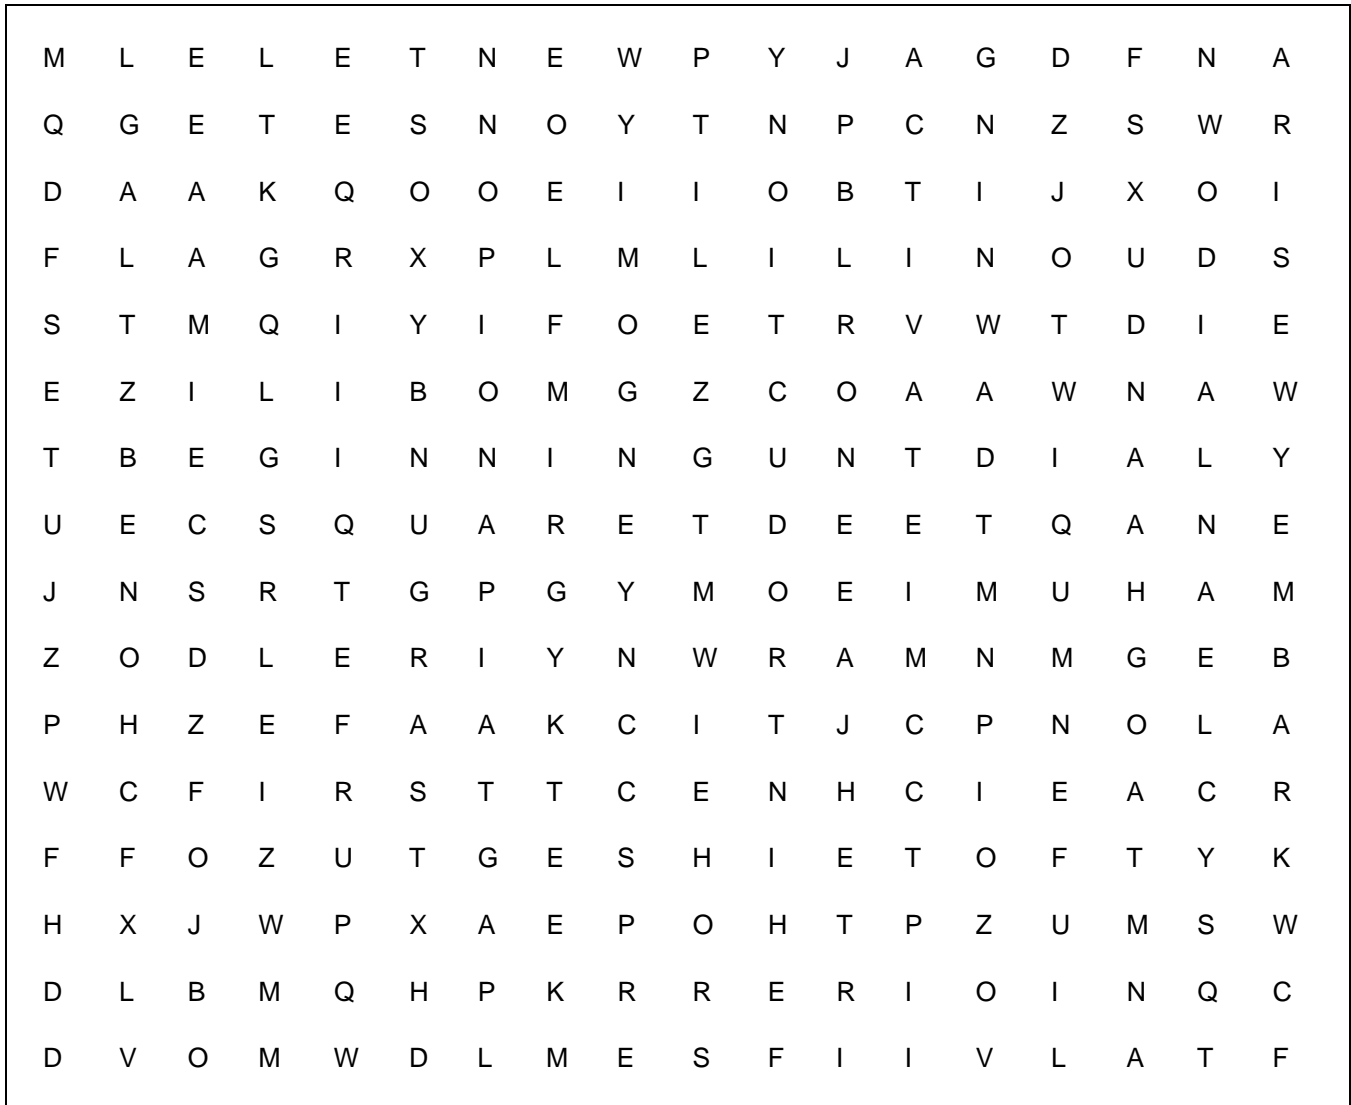 M L E L E T N E W P Y J A G D F N A
Q G E T E S N O Y T N P C N Z S W R
D A A K Q O O E I I O B T I J X O I
F L A G R X P L M L I L I N O U D S
S T M Q I Y I F O E T R V W T D I E
E Z I L I B O M G Z C O A A W N A W
T B E G I N N I N G U N T D I A L Y
U E C S Q U A R E T D E E T Q A N E
J N S R T G P G Y M O E I M U H A M
Z O D L E R I Y N W R A M N M G E B
P H Z E F A A K C I T J C P N O L A
W C F I R S T T C E N H C I E A C R
F F O Z U T G E S H I E T O F T Y K
H X J W P X A E P O H T P Z U M S W
D L B M Q H P K R R E R I O I N Q C
D V O M W D L M E S F I I V L A T F